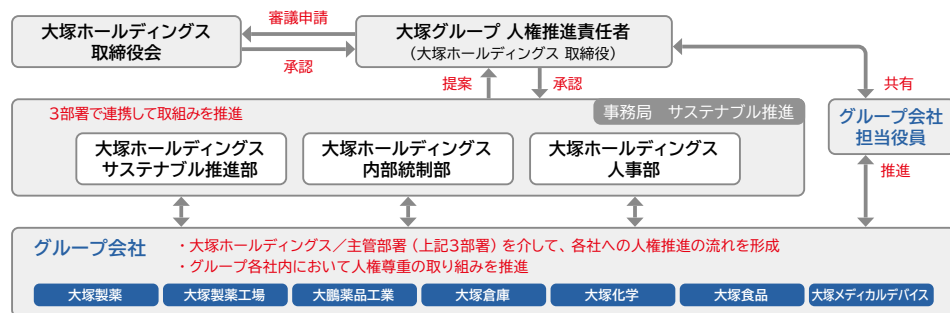 大塚ホールディングス
取締役会
審議申請
承認
大塚グループ 人権推進責任者
（大塚ホールディングス 取締役）
提案
承認
共有
3部署で連携して取組みを推進
事務局　サステナブル推進
大塚ホールディングス
サステナブル推進部
大塚ホールディングス
内部統制部
大塚ホールディングス
人事部
グループ会社
担当役員
推進
グループ会社
・大塚ホールディングス／主管部署（上記3部署）を介して、各社への人権推進の流れを形成
・グループ各社内において人権尊重の取り組みを推進
大塚製薬
大塚製薬工場
大鵬薬品工業
大塚倉庫
大塚化学
大塚食品
大塚メディカルデバイス